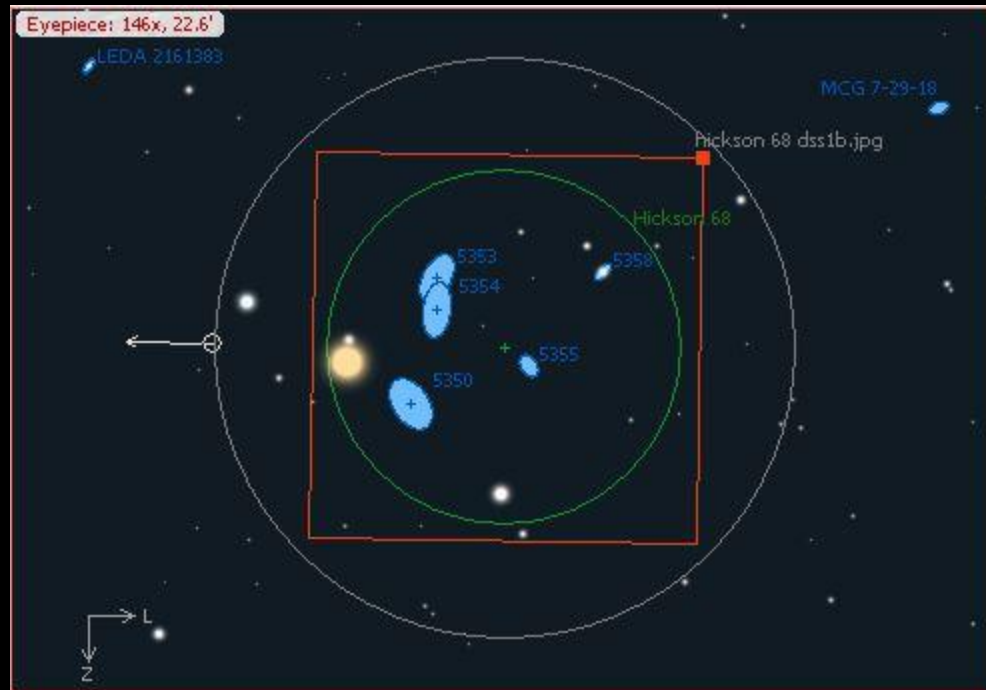 Eyepiece: 146x, 22.6'
LEDA 2161383
MCG 7-29-18
hickson 68 dss1b.jpg
Hickson 68
5353
5358
5354
5355
5350
L
Z